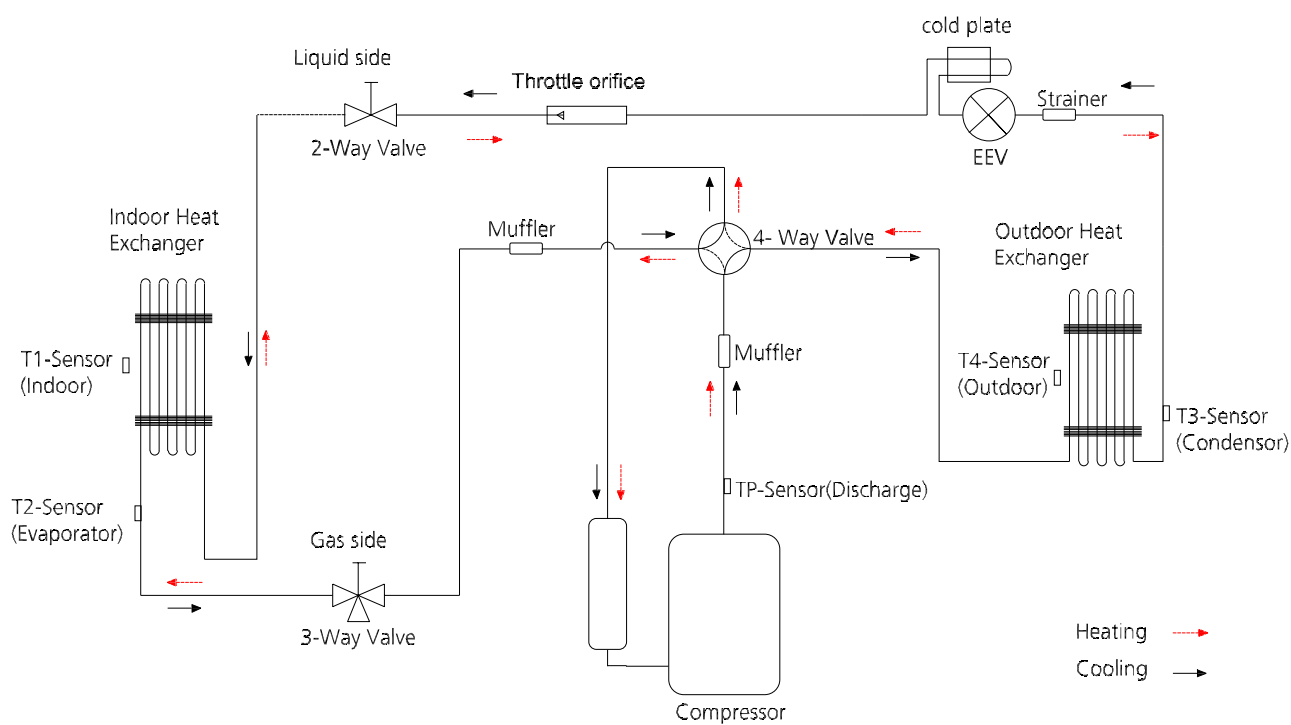 cold plate
Liquid side
Throttle orifice
Strainer
2-Way Valve
EEV
Indoor Heat
Exchanger
Muffler
4- Way Valve
Outdoor Heat
Exchanger
T1-Sensor
(Indoor)
Muffler
T4-Sensor
(Outdoor)
T3-Sensor
(Condensor)
TP-Sensor(Discharge)
T2-Sensor
(Evaporator)
Gas side
3-Way Valve
Heating
Cooling
Compressor